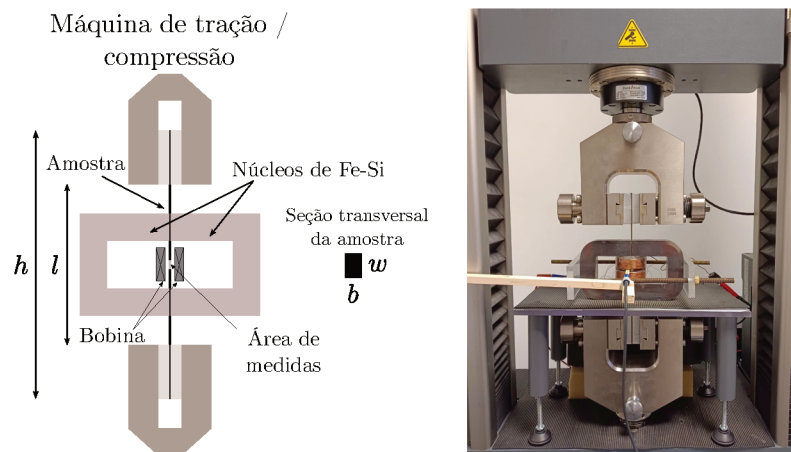 Máquina de tração /
compressão
Amostra
Núcleos de Fe-Si
Seção transversal
da amostra
h
l
w
b
Bobina
Área de
medidas